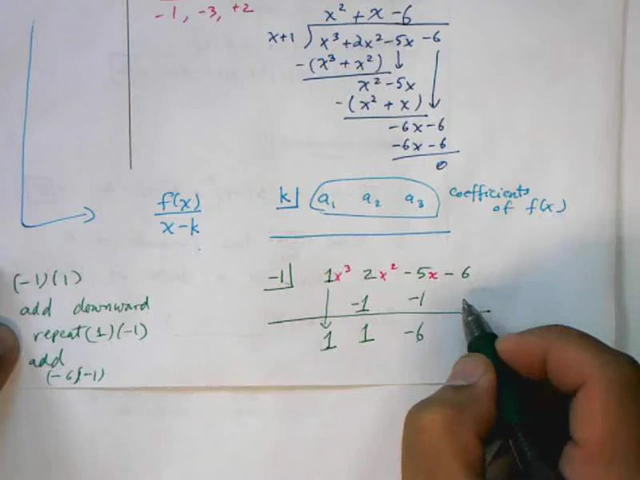 -1, -3, +2
x² + x - 6
x+1 ) x³ + 2x² - 5x - 6
-(x³ + x²)
x² - 5x
-(x² + x)
-6x - 6
-6x - 6
0
f(x)
x - k
k| a₁ a₂ a₃ coefficients
of f(x)
(-1)(1)
add downward
repeat (1)(-1)
add
(-6)(-1)
-1| 1x³ 2x² -5x -6
-1 -1
1 1 -6